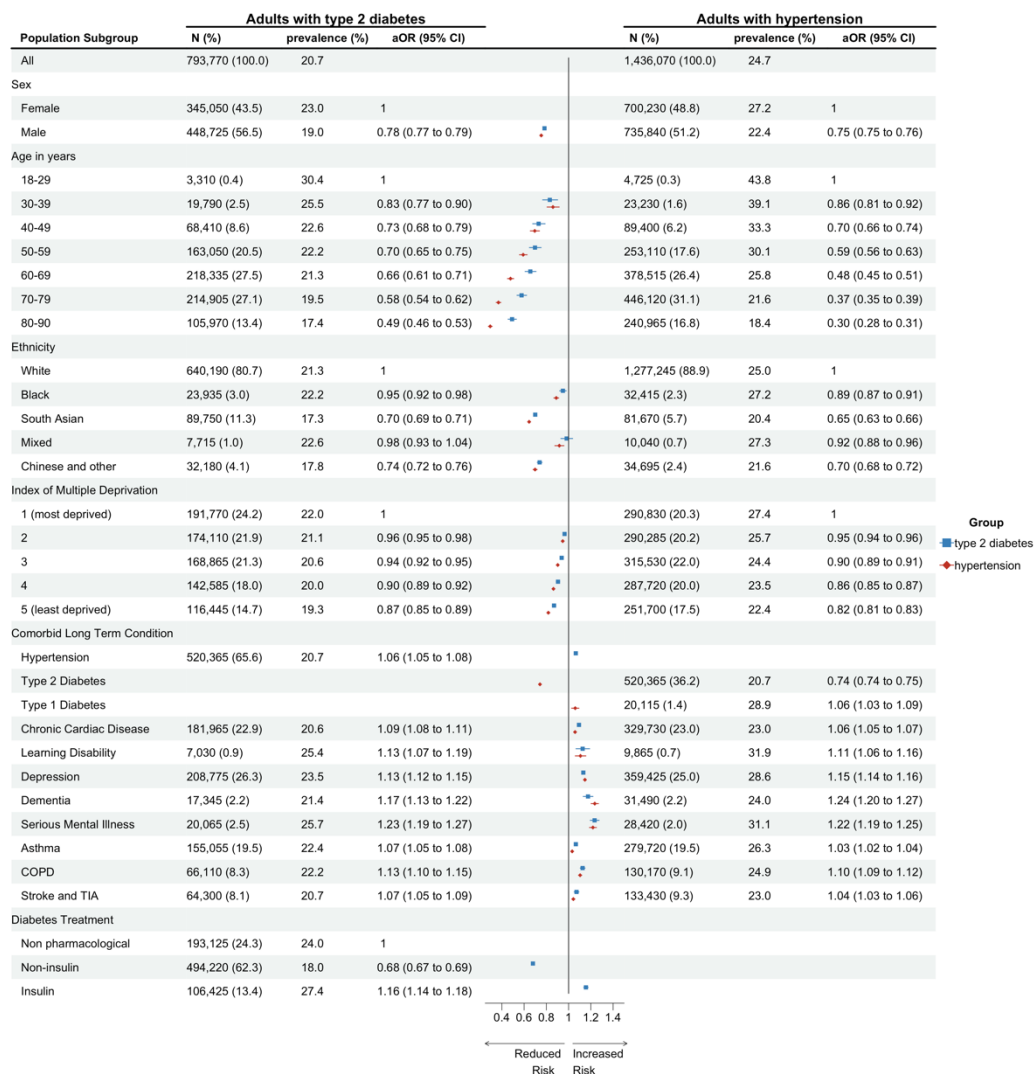 Adults with type 2 diabetes Adults with hypertension
Population Subgroup N (%) prevalence (%) aOR (95% CI) N (%) prevalence (%) aOR (95% CI)
All 793,770 (100.0) 20.7 1,436,070 (100.0) 24.7
Sex
Female 345,050 (43.5) 23.0 1 700,230 (48.8) 27.2 1
Male 448,725 (56.5) 19.0 0.78 (0.77 to 0.79) 735,840 (51.2) 22.4 0.75 (0.75 to 0.76)
Age in years
18-29 3,310 (0.4) 30.4 1 4,725 (0.3) 43.8 1
30-39 19,790 (2.5) 25.5 0.83 (0.77 to 0.90) 23,230 (1.6) 39.1 0.86 (0.81 to 0.92)
40-49 68,410 (8.6) 22.6 0.73 (0.68 to 0.79) 89,400 (6.2) 33.3 0.70 (0.66 to 0.74)
50-59 163,050 (20.5) 22.2 0.70 (0.65 to 0.75) 253,110 (17.6) 30.1 0.59 (0.56 to 0.63)
60-69 218,335 (27.5) 21.3 0.66 (0.61 to 0.71) 378,515 (26.4) 25.8 0.48 (0.45 to 0.51)
70-79 214,905 (27.1) 19.5 0.58 (0.54 to 0.62) 446,120 (31.1) 21.6 0.37 (0.35 to 0.39)
80-90 105,970 (13.4) 17.4 0.49 (0.46 to 0.53) 240,965 (16.8) 18.4 0.30 (0.28 to 0.31)
Ethnicity
White 640,190 (80.7) 21.3 1 1,277,245 (88.9) 25.0 1
Black 23,935 (3.0) 22.2 0.95 (0.92 to 0.98) 32,415 (2.3) 27.2 0.89 (0.87 to 0.91)
South Asian 89,750 (11.3) 17.3 0.70 (0.69 to 0.71) 81,670 (5.7) 20.4 0.65 (0.63 to 0.66)
Mixed 7,715 (1.0) 22.6 0.98 (0.93 to 1.04) 10,040 (0.7) 27.3 0.92 (0.88 to 0.96)
Chinese and other 32,180 (4.1) 17.8 0.74 (0.72 to 0.76) 34,695 (2.4) 21.6 0.70 (0.68 to 0.72)
Index of Multiple Deprivation
1 (most deprived) 191,770 (24.2) 22.0 1 290,830 (20.3) 27.4 1
2 174,110 (21.9) 21.1 0.96 (0.95 to 0.98) 290,285 (20.2) 25.7 0.95 (0.94 to 0.96)
3 168,865 (21.3) 20.6 0.94 (0.92 to 0.95) 315,530 (22.0) 24.4 0.90 (0.89 to 0.91)
4 142,585 (18.0) 20.0 0.90 (0.89 to 0.92) 287,720 (20.0) 23.5 0.86 (0.85 to 0.87)
5 (least deprived) 116,445 (14.7) 19.3 0.87 (0.85 to 0.89) 251,700 (17.5) 22.4 0.82 (0.81 to 0.83)
Comorbid Long Term Condition
Hypertension 520,365 (65.6) 20.7 1.06 (1.05 to 1.08)
Type 2 Diabetes 520,365 (36.2) 20.7 0.74 (0.74 to 0.75)
Type 1 Diabetes 20,115 (1.4) 28.9 1.06 (1.03 to 1.09)
Chronic Cardiac Disease 181,965 (22.9) 20.6 1.09 (1.08 to 1.11) 329,730 (23.0) 23.0 1.06 (1.05 to 1.07)
Learning Disability 7,030 (0.9) 25.4 1.13 (1.07 to 1.19) 9,865 (0.7) 31.9 1.11 (1.06 to 1.16)
Depression 208,775 (26.3) 23.5 1.13 (1.12 to 1.15) 359,425 (25.0) 28.6 1.15 (1.14 to 1.16)
Dementia 17,345 (2.2) 21.4 1.17 (1.13 to 1.22) 31,490 (2.2) 24.0 1.24 (1.20 to 1.27)
Serious Mental Illness 20,065 (2.5) 25.7 1.23 (1.19 to 1.27) 28,420 (2.0) 31.1 1.22 (1.19 to 1.25)
Asthma 155,055 (19.5) 22.4 1.07 (1.05 to 1.08) 279,720 (19.5) 26.3 1.03 (1.02 to 1.04)
COPD 66,110 (8.3) 22.2 1.13 (1.10 to 1.15) 130,170 (9.1) 24.9 1.10 (1.09 to 1.12)
Stroke and TIA 64,300 (8.1) 20.7 1.07 (1.05 to 1.09) 133,430 (9.3) 23.0 1.04 (1.03 to 1.06)
Diabetes Treatment
Non pharmacological 193,125 (24.3) 24.0 1
Non-insulin 494,220 (62.3) 18.0 0.68 (0.67 to 0.69)
Insulin 106,425 (13.4) 27.4 1.16 (1.14 to 1.18)
0.4 0.6 0.8 1 1.2 1.4
Reduced Increased
Risk Risk
Group
type 2 diabetes
hypertension